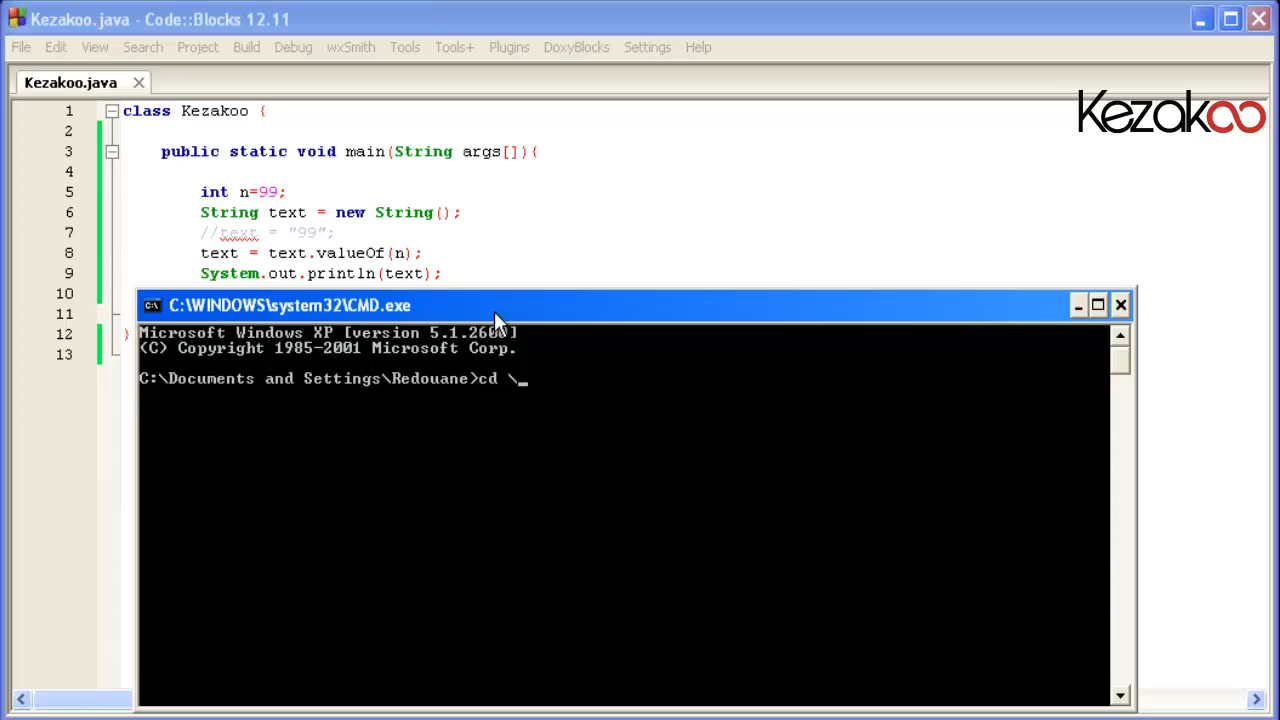 Kezakoo.java - Code::Blocks 12.11
File Edit View Search Project Build Debug wxSmith Tools Tools+ Plugins DoxyBlocks Settings Help
Kezakoo.java
Kezakoo
1 class Kezakoo {
2
3 public static void main(String args[]){
4
5 int n=99;
6 String text = new String();
7 //text = "99";
8 text = text.valueOf(n);
9 System.out.println(text);
10
11
12 }
13
C:\WINDOWS\system32\CMD.exe
Microsoft Windows XP [version 5.1.2600]
(C) Copyright 1985-2001 Microsoft Corp.
C:\Documents and Settings\Redouane>cd \_